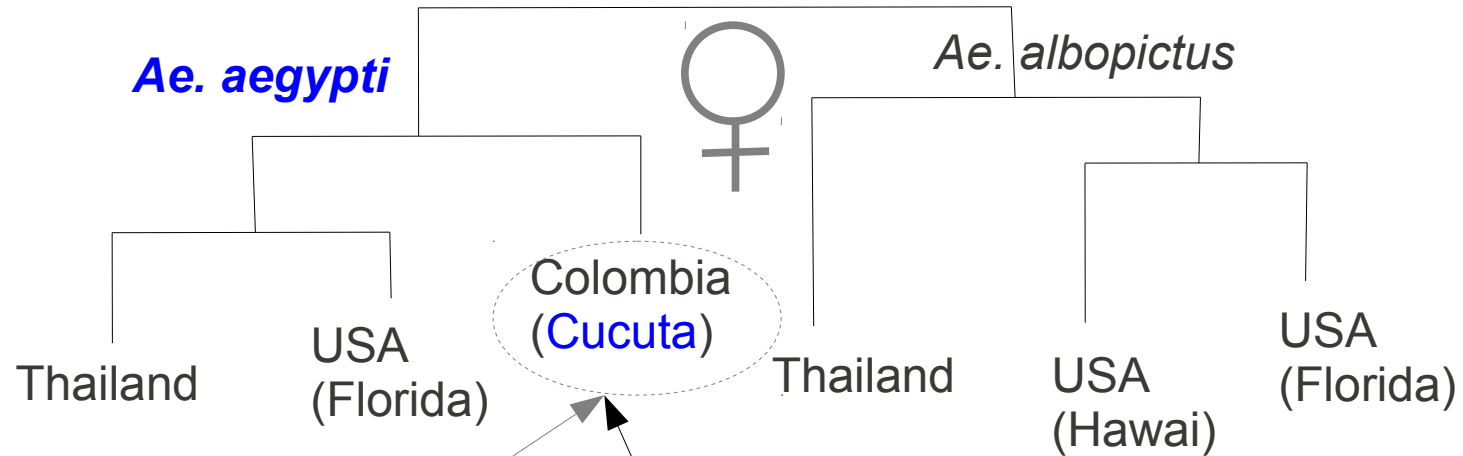 Ae. aegypti
Ae. albopictus
Thailand
USA
(Florida)
Colombia
(Cucuta)
Thailand
USA
(Hawai)
USA
(Florida)